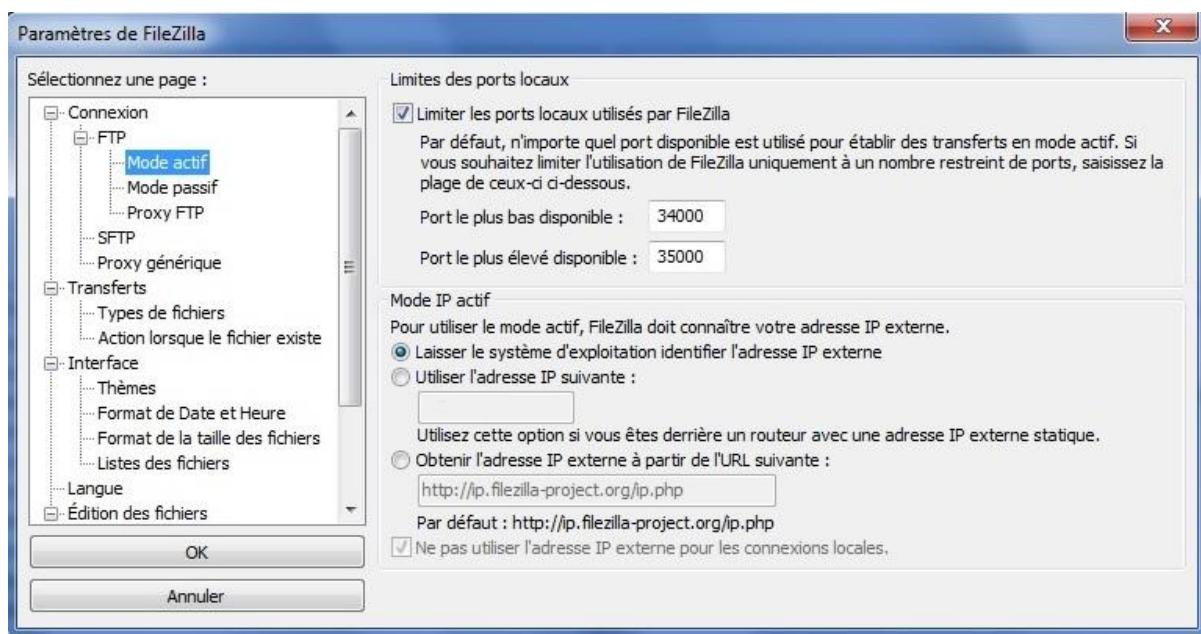 Paramètres de FileZilla
Sélectionnez une page :
Connexion
FTP
Mode actif
Mode passif
Proxy FTP
SFTP
Proxy générique
Transferts
Types de fichiers
Action lorsque le fichier existe
Interface
Thèmes
Format de Date et Heure
Format de la taille des fichiers
Listes des fichiers
Langue
Édition des fichiers
OK
Annuler
Limites des ports locaux
Limiter les ports locaux utilisés par FileZilla
Par défaut, n'importe quel port disponible est utilisé pour établir des transferts en mode actif. Si
vous souhaitez limiter l'utilisation de FileZilla uniquement à un nombre restreint de ports, saisissez la
plage de ceux-ci ci-dessous.
Port le plus bas disponible : 34000
Port le plus élevé disponible : 35000
Mode IP actif
Pour utiliser le mode actif, FileZilla doit connaître votre adresse IP externe.
Laisser le système d'exploitation identifier l'adresse IP externe
Utiliser l'adresse IP suivante :
Utilisez cette option si vous êtes derrière un routeur avec une adresse IP externe statique.
Obtenir l'adresse IP externe à partir de l'URL suivante :
http://ip.filezilla-project.org/ip.php
Par défaut : http://ip.filezilla-project.org/ip.php
Ne pas utiliser l'adresse IP externe pour les connexions locales.